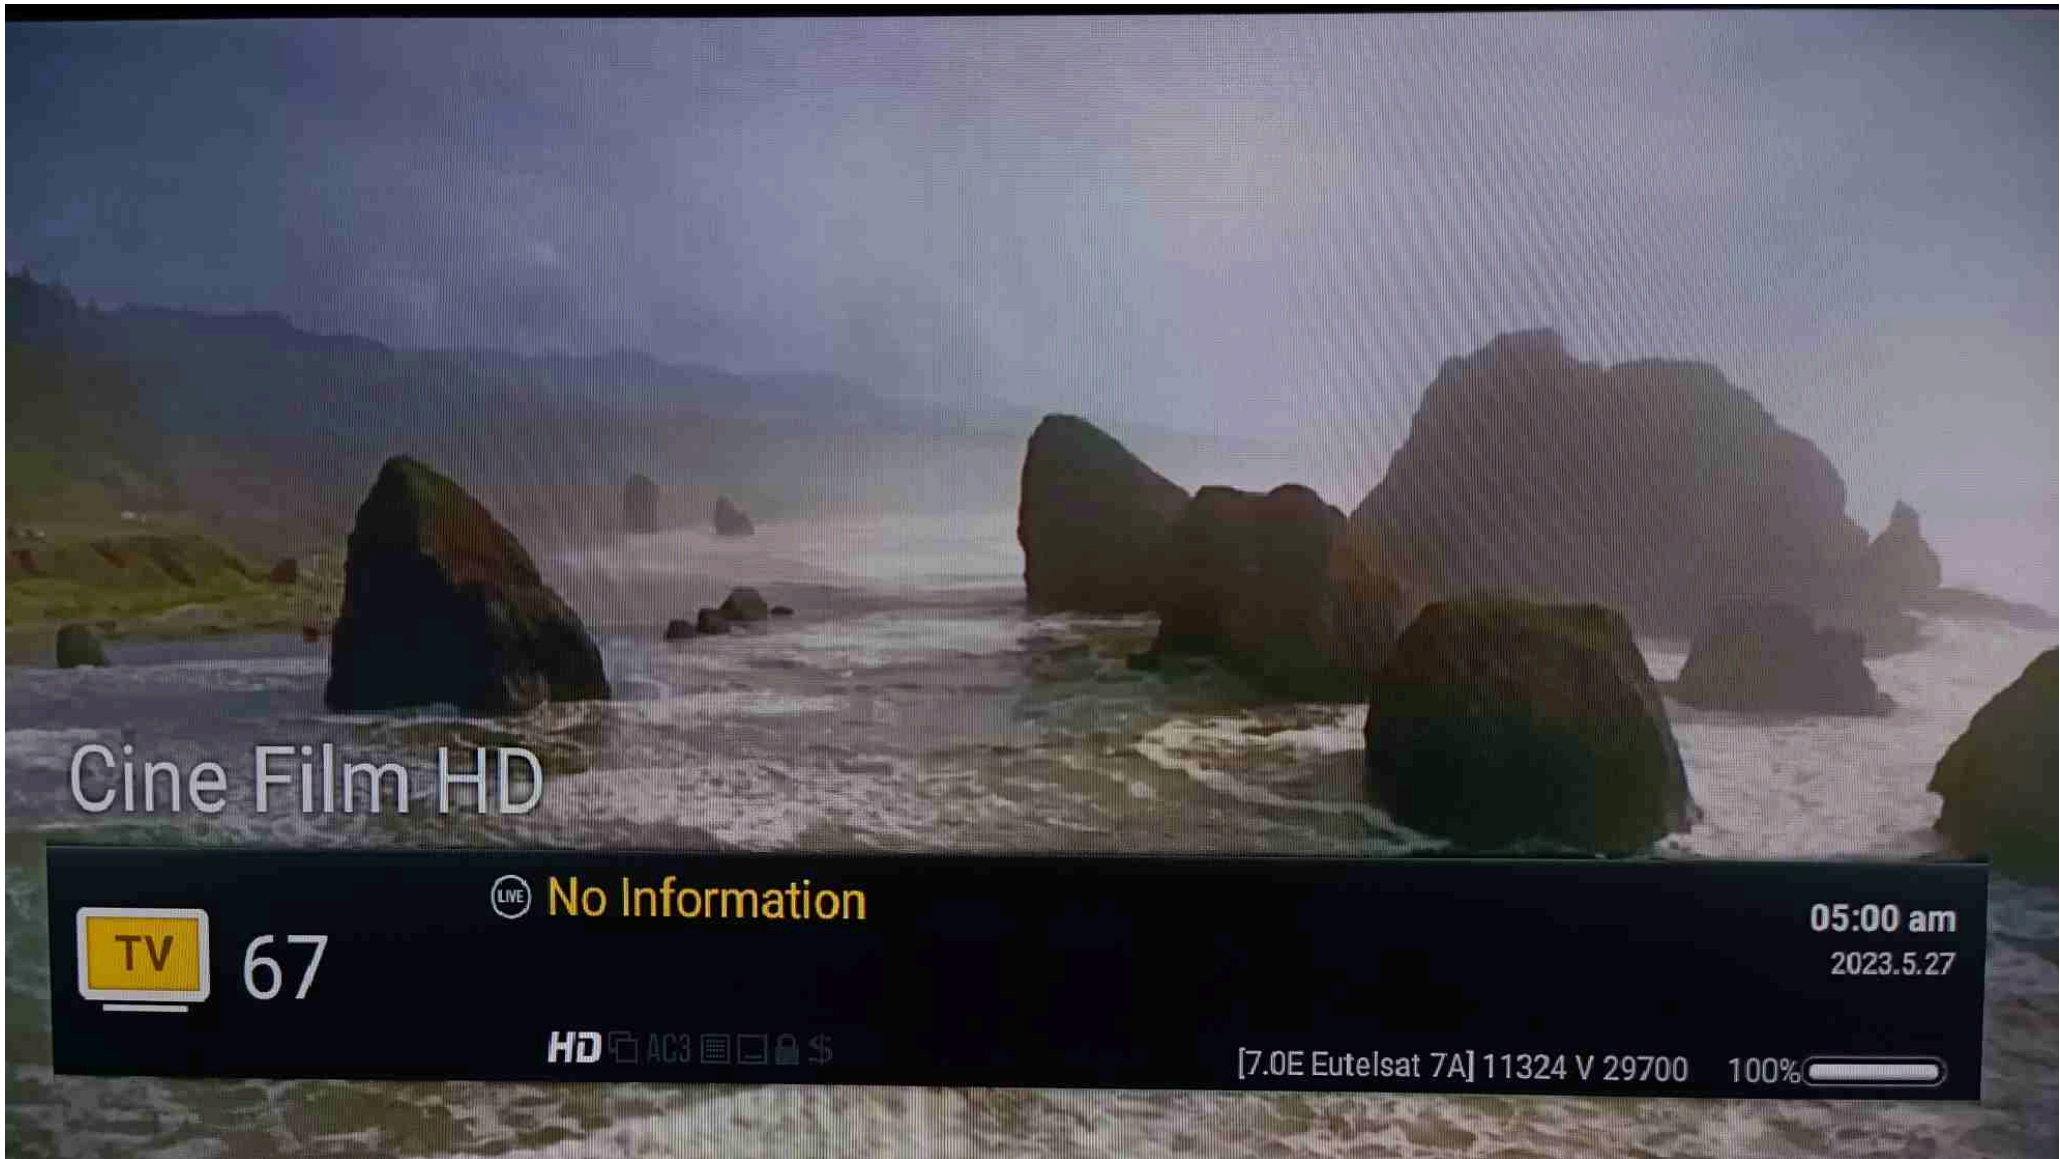 Cine Film HD
LIVE No Information
TV 67
05:00 am
2023.5.27
HD AC3 $
[7.0E Eutelsat 7A] 11324 V 29700 100%